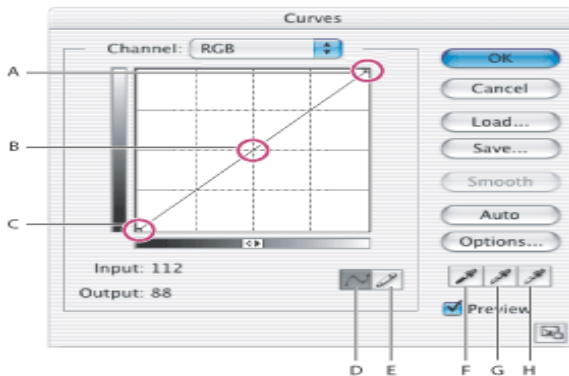 Curves
Channel: RGB
OK
Cancel
Load...
Save...
Smooth
Auto
Options...
Preview
Input: 112
Output: 88
A
B
C
D
E
F
G
H